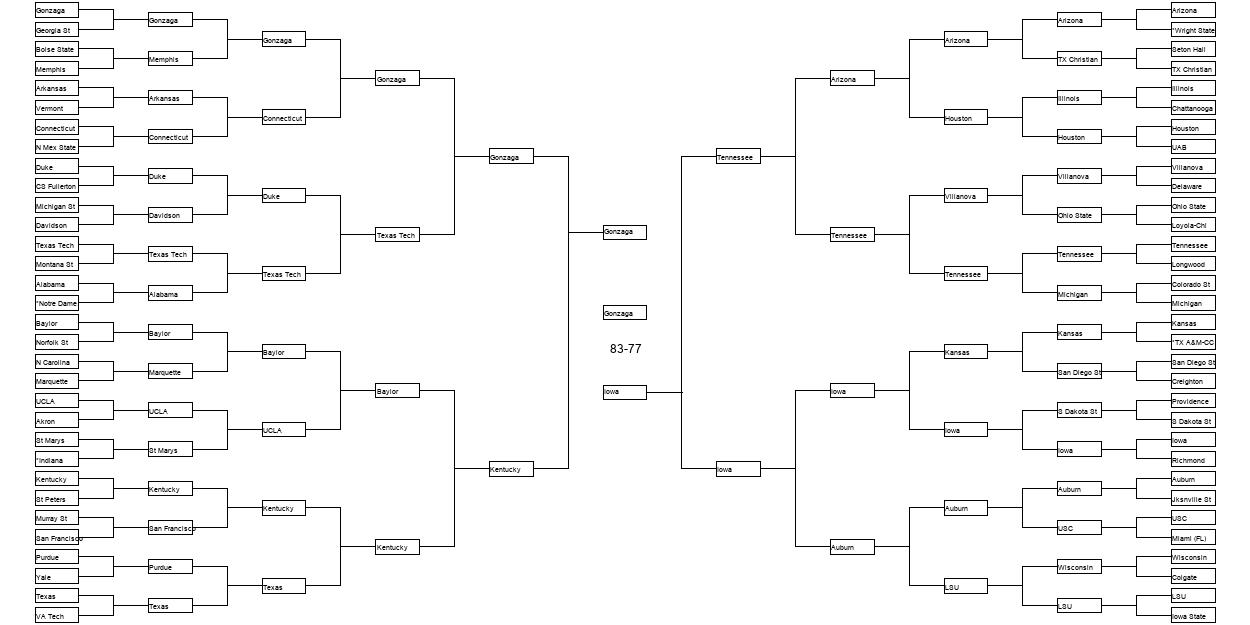 Gonzaga
Georgia St
Boise State
Memphis
Arkansas
Vermont
Connecticut
N Mex State
Duke
CS Fullerton
Michigan St
Davidson
Texas Tech
Montana St
Alabama
*Notre Dame
Baylor
Norfolk St
N Carolina
Marquette
UCLA
Akron
St Marys
*Indiana
Kentucky
St Peters
Murray St
San Francisco
Purdue
Yale
Texas
VA Tech
Gonzaga
Memphis
Arkansas
Connecticut
Duke
Davidson
Texas Tech
Alabama
Baylor
Marquette
UCLA
St Marys
Kentucky
San Francisco
Purdue
Texas
Gonzaga
Connecticut
Duke
Texas Tech
Baylor
UCLA
Kentucky
Texas
Gonzaga
Texas Tech
Baylor
Kentucky
Gonzaga
Kentucky
Gonzaga
Gonzaga
83-77
Iowa
Tennessee
Iowa
Arizona
Tennessee
Iowa
Auburn
Arizona
Houston
Villanova
Tennessee
Kansas
Iowa
Auburn
LSU
Arizona
TX Christian
Illinois
Houston
Villanova
Ohio State
Tennessee
Michigan
Kansas
San Diego St
S Dakota St
Iowa
Auburn
USC
Wisconsin
LSU
Arizona
*Wright State
Seton Hall
TX Christian
Illinois
Chattanooga
Houston
UAB
Villanova
Delaware
Ohio State
Loyola-Chi
Tennessee
Longwood
Colorado St
Michigan
Kansas
*TX A&M-CC
San Diego St
Creighton
Providence
S Dakota St
Iowa
Richmond
Auburn
Jksnville St
USC
Miami (FL)
Wisconsin
Colgate
LSU
Iowa State